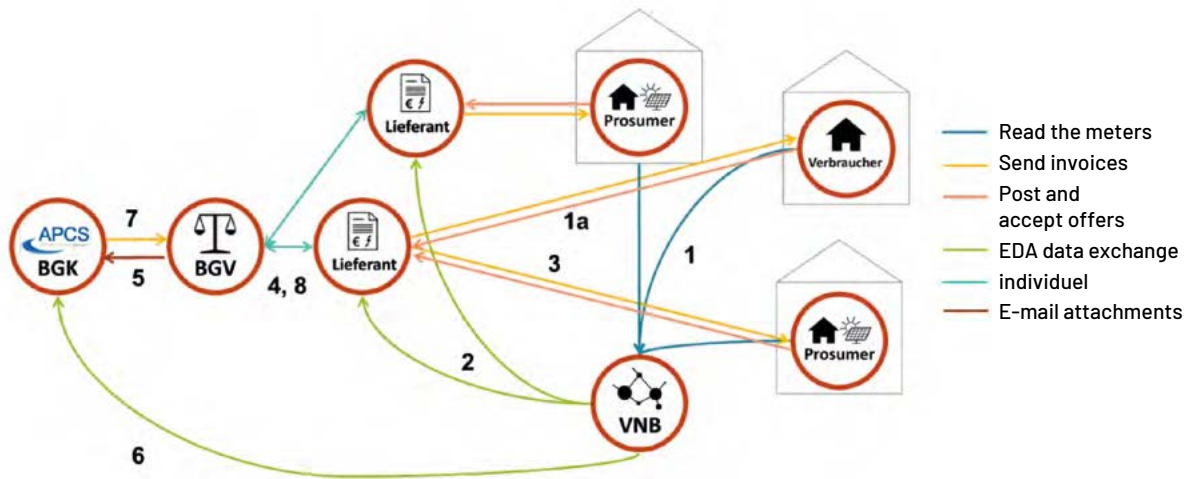 €
Lieferant
Prosumer
Verbraucher
Read the meters
Send invoices
Post and
accept offers
EDA data exchange
individuel
E-mail attachments
1a
7
APCS
BGK
BGV
€
Lieferant
5
4, 8
3
1
Prosumer
2
VNB
6